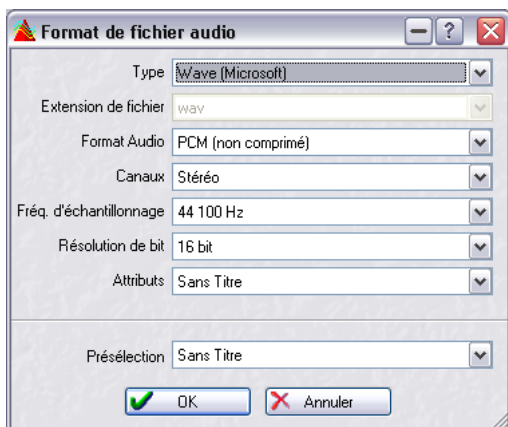 Format de fichier audio
Type Wave (Microsoft)
Extension de fichier wav
Format Audio PCM (non comprimé)
Canaux Stéréo
Fréq. d'échantillonnage 44 100 Hz
Résolution de bit 16 bit
Attributs Sans Titre
Présélection Sans Titre
OK Annuler